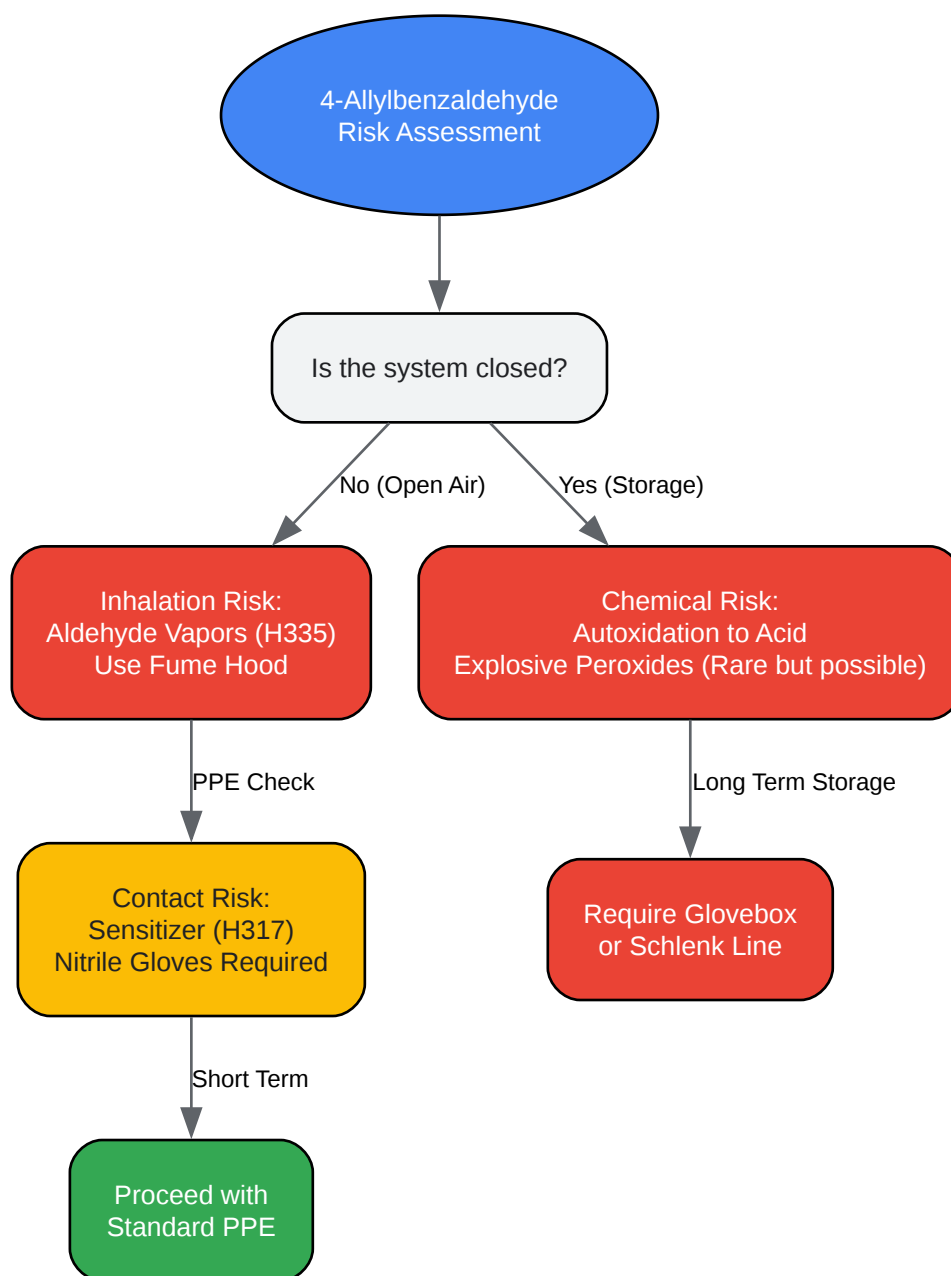 4-Allylbenzaldehyde
Risk Assessment
Is the system closed?
No (Open Air)
Yes (Storage)
Inhalation Risk:
Aldehyde Vapors (H335)
Use Fume Hood
Chemical Risk:
Autoxidation to Acid
Explosive Peroxides (Rare but possible)
PPE Check
Long Term Storage
Contact Risk:
Sensitizer (H317)
Nitrile Gloves Required
Require Glovebox
or Schlenk Line
Short Term
Proceed with
Standard PPE